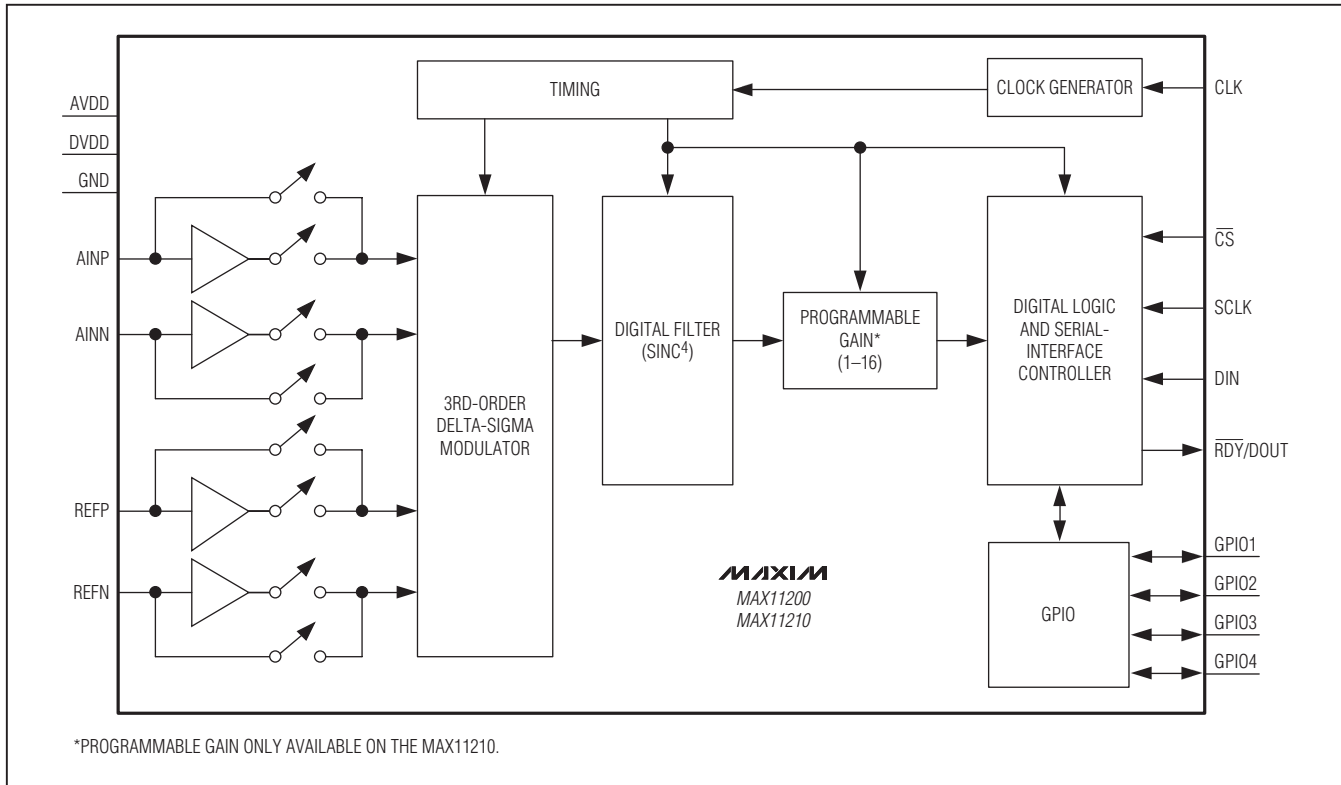 TIMING
CLOCK GENERATOR
CLK
AVDD
DVDD
GND
AINP
AINN
REFP
REFN
3RD-ORDER
DELTA-SIGMA
MODULATOR
DIGITAL FILTER
(SINC⁴)
PROGRAMMABLE
GAIN*
(1–16)
DIGITAL LOGIC
AND SERIAL-
INTERFACE
CONTROLLER
CS
SCLK
DIN
RDY/DOUT
GPIO
GPIO1
GPIO2
GPIO3
GPIO4
MAXIM
MAX11200
MAX11210
*PROGRAMMABLE GAIN ONLY AVAILABLE ON THE MAX11210.